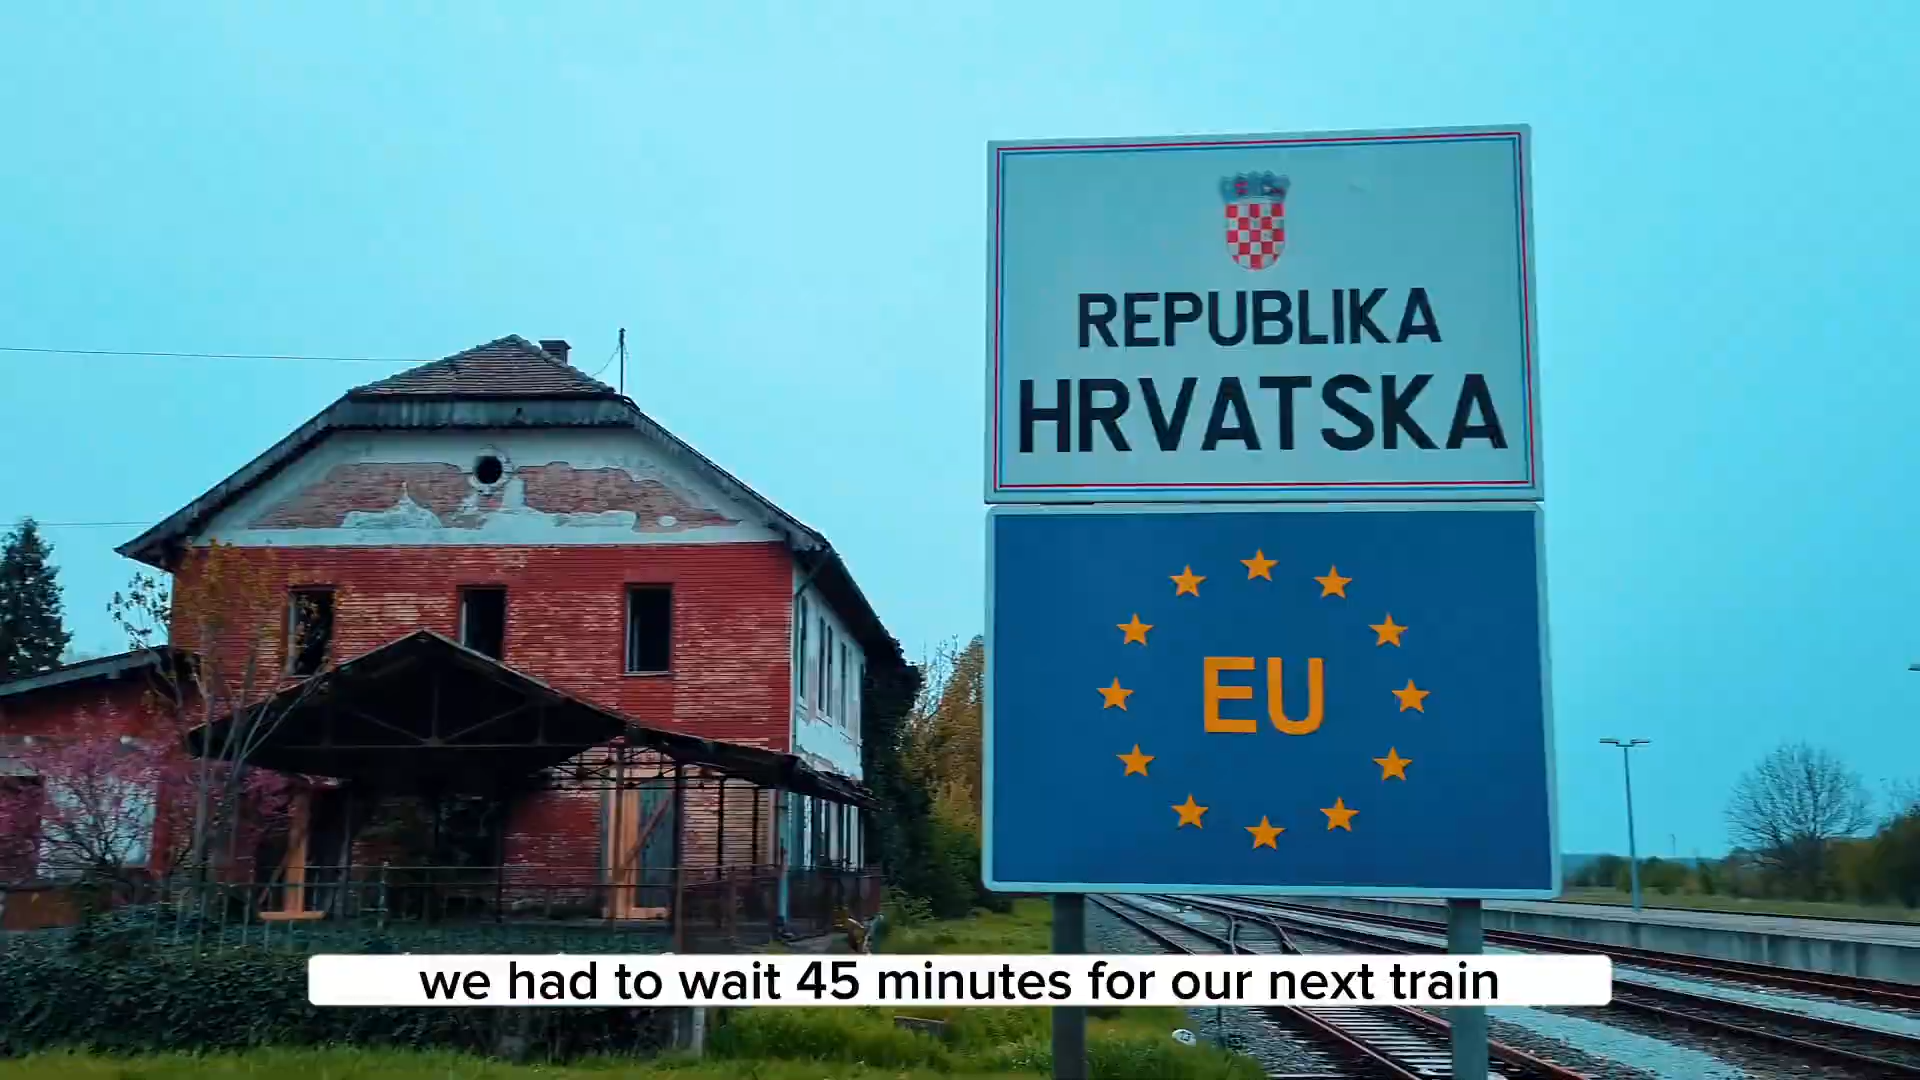 REPUBLIKA
HRVATSKA
EU
we had to wait 45 minutes for our next train